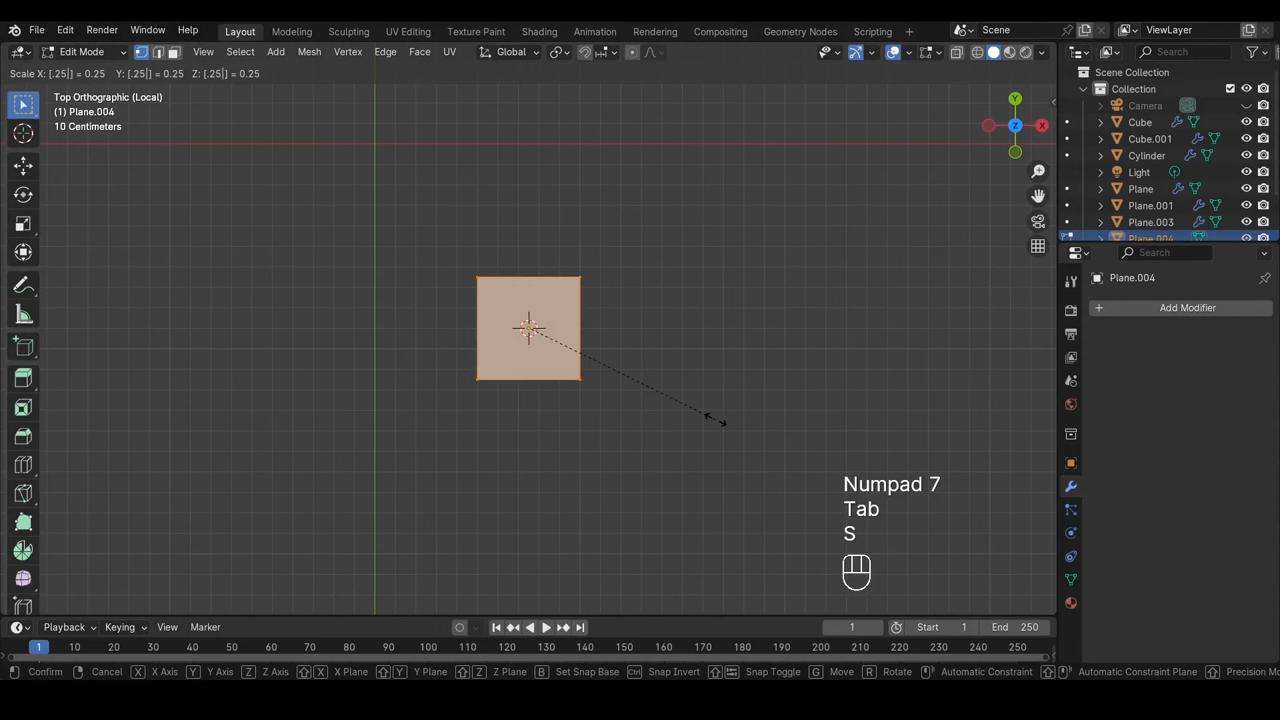 File Edit Render Window Help Layout Modeling Sculpting UV Editing Texture Paint Shading Animation Rendering Compositing Geometry Nodes Scripting Scene ViewLayer
Edit Mode View Select Add Mesh Vertex Edge Face UV Global Search
Scale X: [.25|] = 0.25 Y: [.25|] = 0.25 Z: [.25|] = 0.25
Scene Collection
Top Orthographic (Local)
Collection
(1) Plane.004
Camera
10 Centimeters
Cube
Cube.001
Cylinder
Light
Plane
Plane.001
Plane.003
Plane.004
Search
Plane.004
Add Modifier
Y
Z
X
Numpad 7
Tab
S
Playback Keying View Marker 1 Start 1 End 250
1 10 20 30 40 50 60 70 80 90 100 110 120 130 140 150 160 170 180 190 200 210 220 230 240 250
Confirm Cancel X X Axis Y Y Axis Z Z Axis X X Plane Y Y Plane Z Z Plane B Set Snap Base Ctrl Snap Invert Snap Toggle G Move R Rotate Automatic Constraint Automatic Constraint Plane Precision Mo